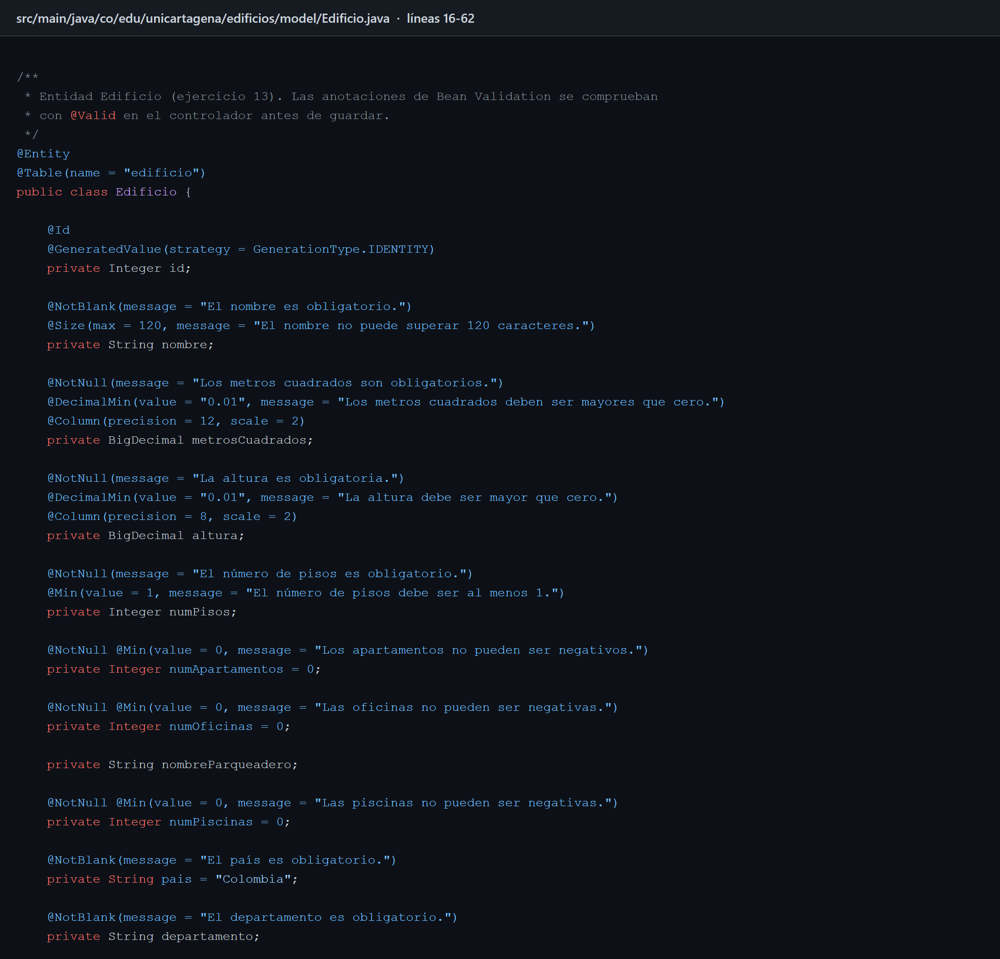 src/main/java/co/edu/unicartagena/edificios/model/Edificio.java · líneas 16-62
/**
 * Entidad Edificio (ejercicio 13). Las anotaciones de Bean Validation se comprueban
 * con @Valid en el controlador antes de guardar.
 */
@Entity
@Table(name = "edificio")
public class Edificio {
    @Id
    @GeneratedValue(strategy = GenerationType.IDENTITY)
    private Integer id;
    @NotBlank(message = "El nombre es obligatorio.")
    @Size(max = 120, message = "El nombre no puede superar 120 caracteres.")
    private String nombre;
    @NotNull(message = "Los metros cuadrados son obligatorios.")
    @DecimalMin(value = "0.01", message = "Los metros cuadrados deben ser mayores que cero.")
    @Column(precision = 12, scale = 2)
    private BigDecimal metrosCuadrados;
    @NotNull(message = "La altura es obligatoria.")
    @DecimalMin(value = "0.01", message = "La altura debe ser mayor que cero.")
    @Column(precision = 8, scale = 2)
    private BigDecimal altura;
    @NotNull(message = "El número de pisos es obligatorio.")
    @Min(value = 1, message = "El número de pisos debe ser al menos 1.")
    private Integer numPisos;
    @NotNull @Min(value = 0, message = "Los apartamentos no pueden ser negativos.")
    private Integer numApartamentos = 0;
    @NotNull @Min(value = 0, message = "Las oficinas no pueden ser negativas.")
    private Integer numOficinas = 0;
    private String nombreParqueadero;
    @NotNull @Min(value = 0, message = "Las piscinas no pueden ser negativas.")
    private Integer numPiscinas = 0;
    @NotBlank(message = "El país es obligatorio.")
    private String pais = "Colombia";
    @NotBlank(message = "El departamento es obligatorio.")
    private String departamento;